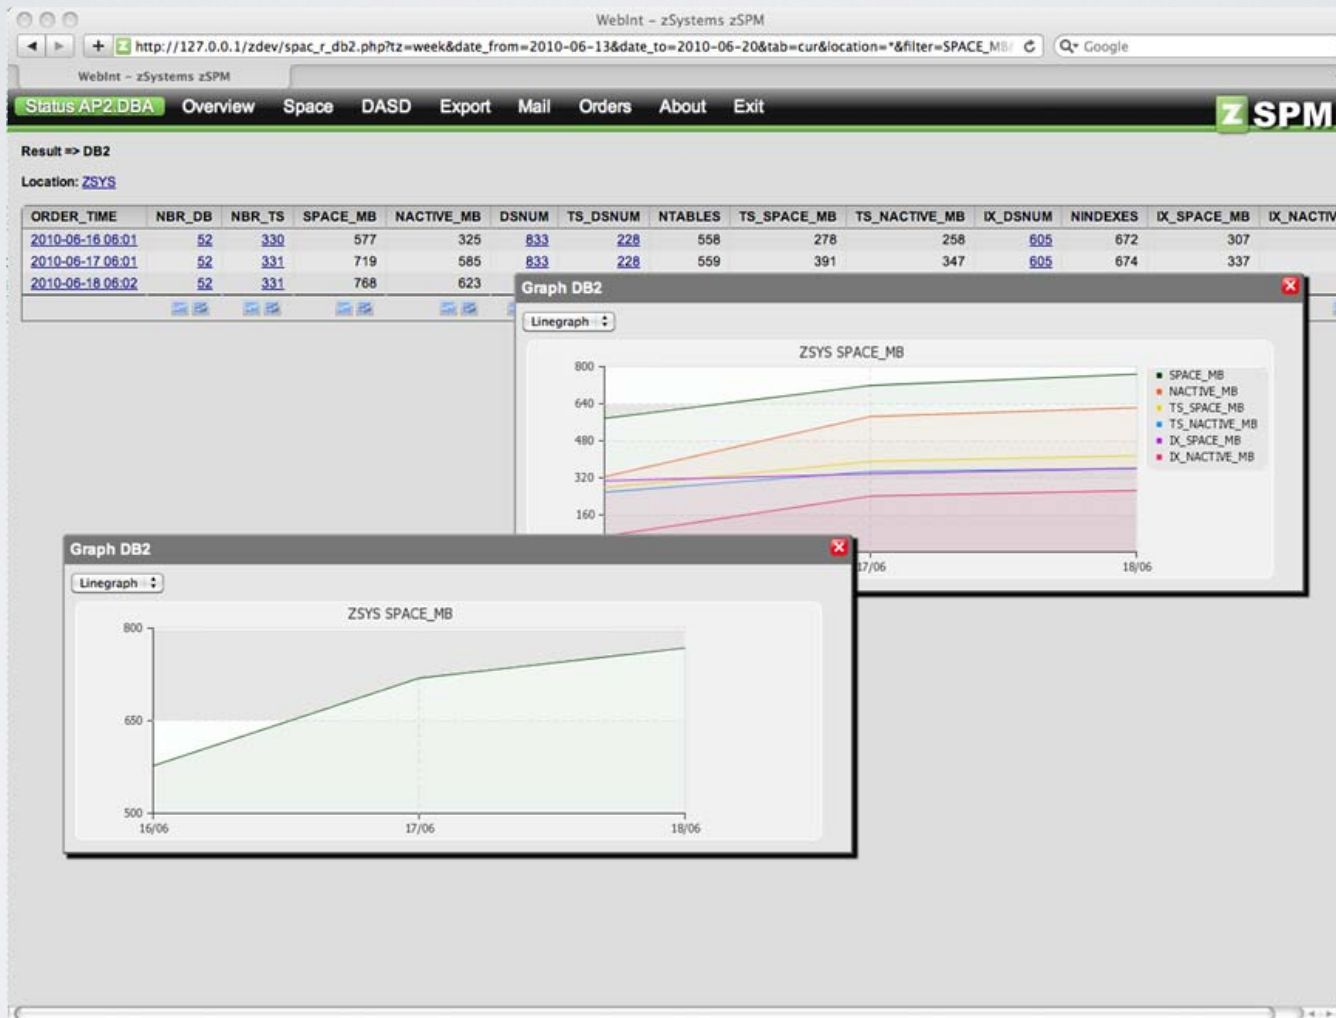 WebInt – zSystems zSPM
http://127.0.0.1/zdev/spac_r_db2.php?tz=week&date_from=2010-06-13&date_to=2010-06-20&tab=cur&location=*&filter=SPACE_MB
Google
WebInt – zSystems zSPM
Status AP2.DBA Overview Space DASD Export Mail Orders About Exit
Z SPM
Result => DB2
Location: ZSYS
ORDER_TIME NBR_DB NBR_TS SPACE_MB NACTIVE_MB DSNUM TS_DSNUM NTABLES TS_SPACE_MB TS_NACTIVE_MB IX_DSNUM NINDEXES IX_SPACE_MB IX_NACTIV
2010-06-16 06:01 52 330 577 325 833 228 558 278 258 605 672 307
2010-06-17 06:01 52 331 719 585 833 228 559 391 347 605 674 337
2010-06-18 06:02 52 331 768 623
Graph DB2
Linegraph
ZSYS SPACE_MB
800
640
480
320
160
17/06 18/06
SPACE_MB
NACTIVE_MB
TS_SPACE_MB
TS_NACTIVE_MB
IX_SPACE_MB
IX_NACTIVE_MB
Graph DB2
Linegraph
ZSYS SPACE_MB
800
650
500
16/06 17/06 18/06